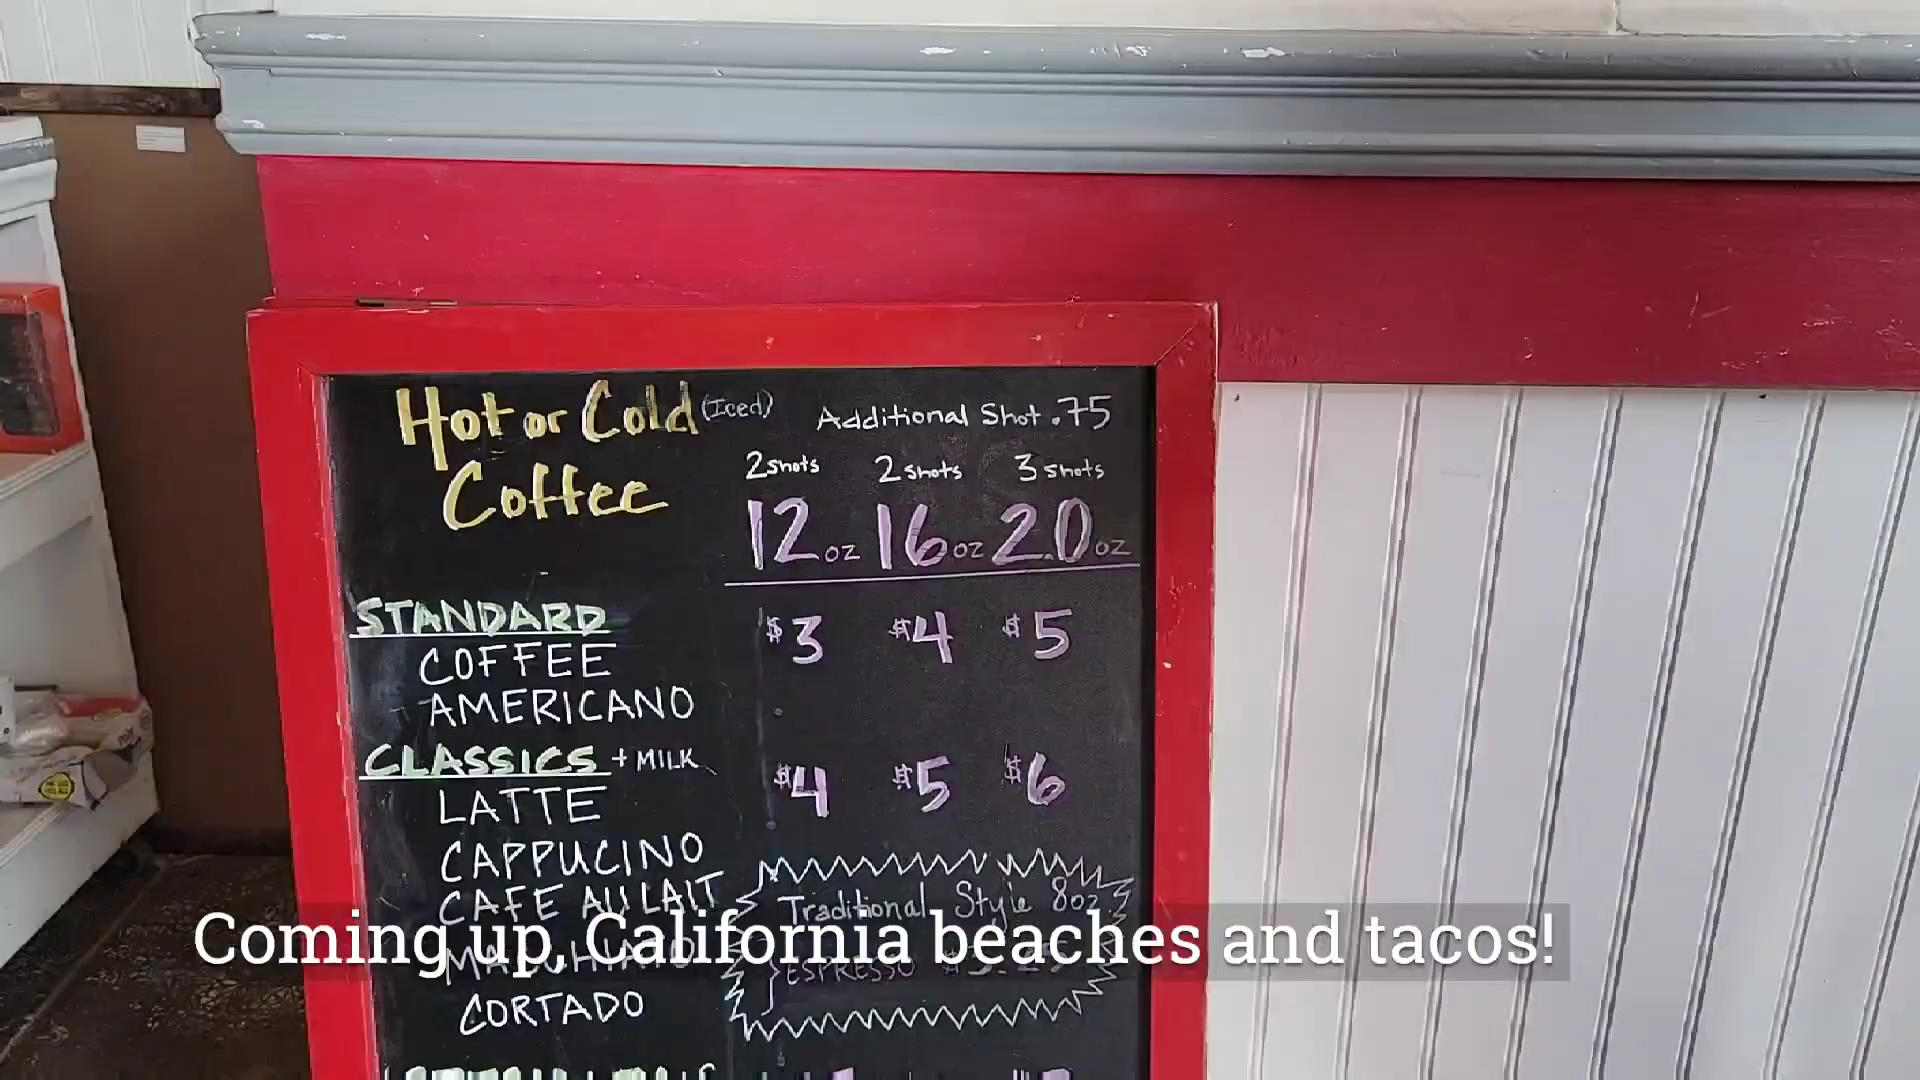 Hot or Cold (Iced)
Coffee
Additional Shot .75
2 shots 2 shots 3 shots
12 oz 16 oz 20 oz
STANDARD $3 $4 $5
COFFEE
AMERICANO
CLASSICS + MILK $4 $5 $6
LATTE
CAPPUCINO
CAFE AU LAIT
MACCHIATO
CORTADO
Traditional Style 8oz
ESPRESSO
Coming up, California beaches and tacos!